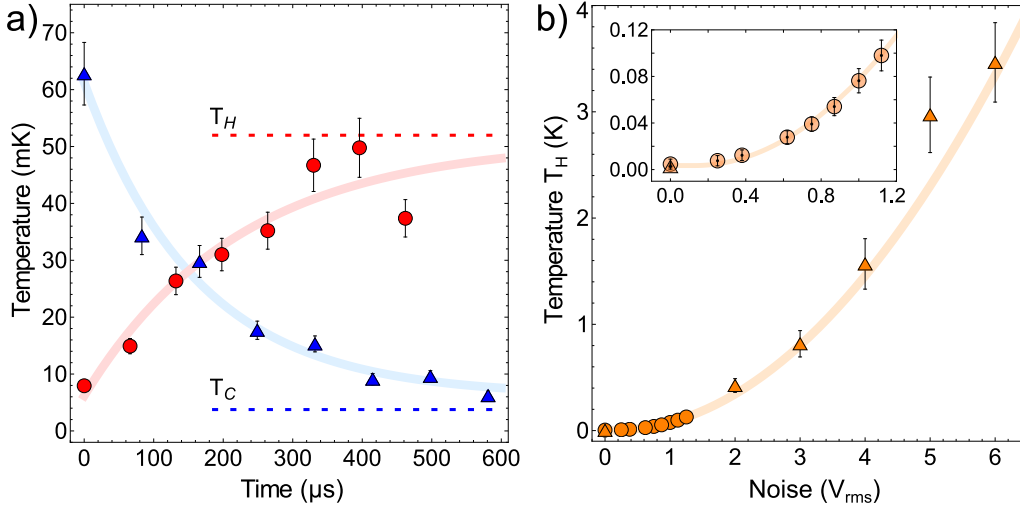 a)
Temperature (mK)
70
60
50
40
30
20
10
0
T_H
T_C
0 100 200 300 400 500 600
Time (μs)
b)
Temperature T_H (K)
4
3
2
1
0
0.12
0.08
0.04
0.00
0.0 0.4 0.8 1.2
0 1 2 3 4 5 6
Noise (V_rms)